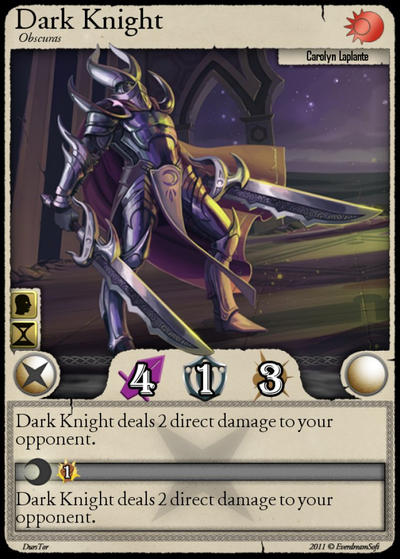 Dark Knight
Obscuras
Carolyn Laplante
4 1 3
Dark Knight deals 2 direct damage to your
opponent.
1
Dark Knight deals 2 direct damage to your
opponent.
DunTer
2011 © EverdreamSoft